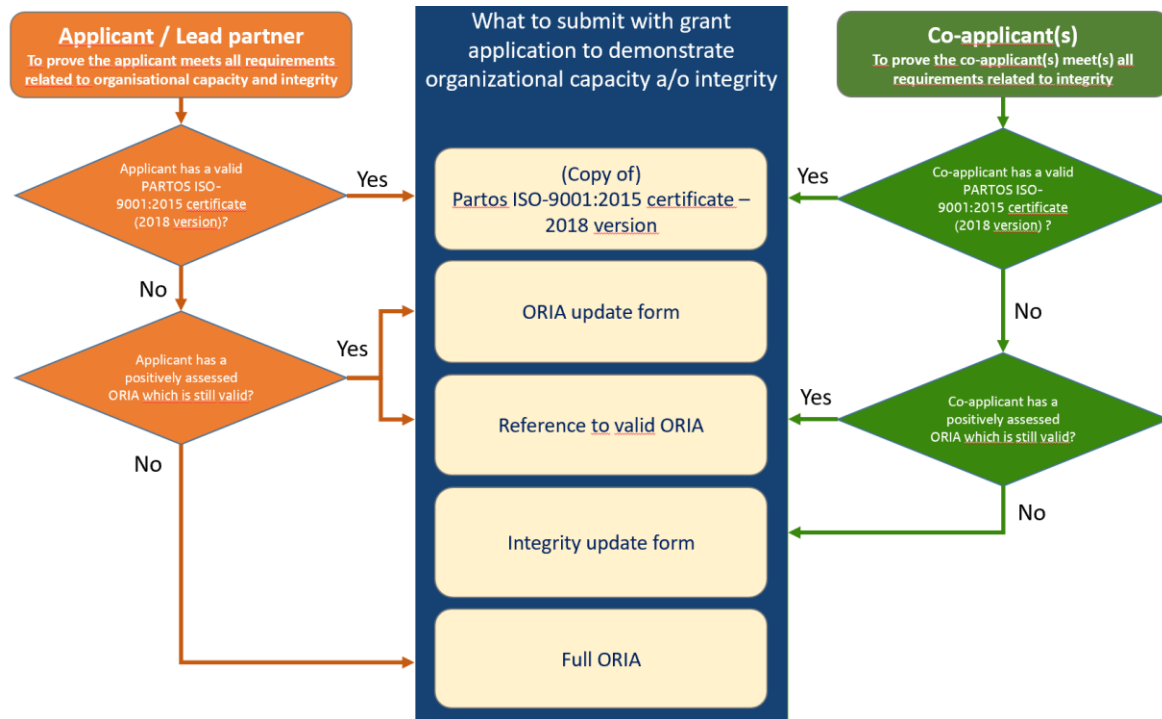 Applicant / Lead partner
To prove the applicant meets all requirements
related to organisational capacity and integrity
Applicant has a valid
PARTOS ISO-
9001:2015 certificate
(2018 version)?
Yes
No
Applicant has a
positively assessed
ORIA which is still valid?
Yes
No
What to submit with grant
application to demonstrate
organizational capacity a/o integrity
(Copy of)
Partos ISO-9001:2015 certificate –
2018 version
ORIA update form
Reference to valid ORIA
Integrity update form
Full ORIA
Co-applicant(s)
To prove the co-applicant(s) meet(s) all
requirements related to integrity
Co-applicant has a valid
PARTOS ISO-
9001:2015 certificate
(2018 version) ?
Yes
No
Co-applicant has a
positively assessed
ORIA which is still valid?
Yes
No